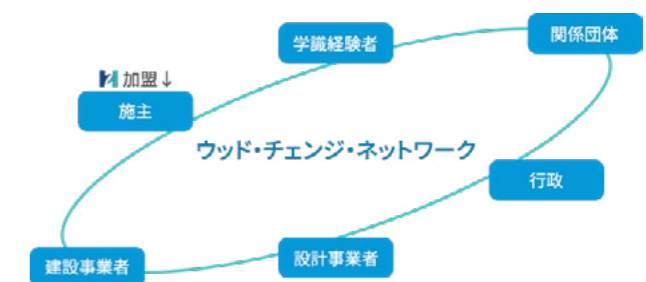 学識経験者
関係団体
加盟↓
施主
ウッド・チェンジ・ネットワーク
行政
設計事業者
建設事業者